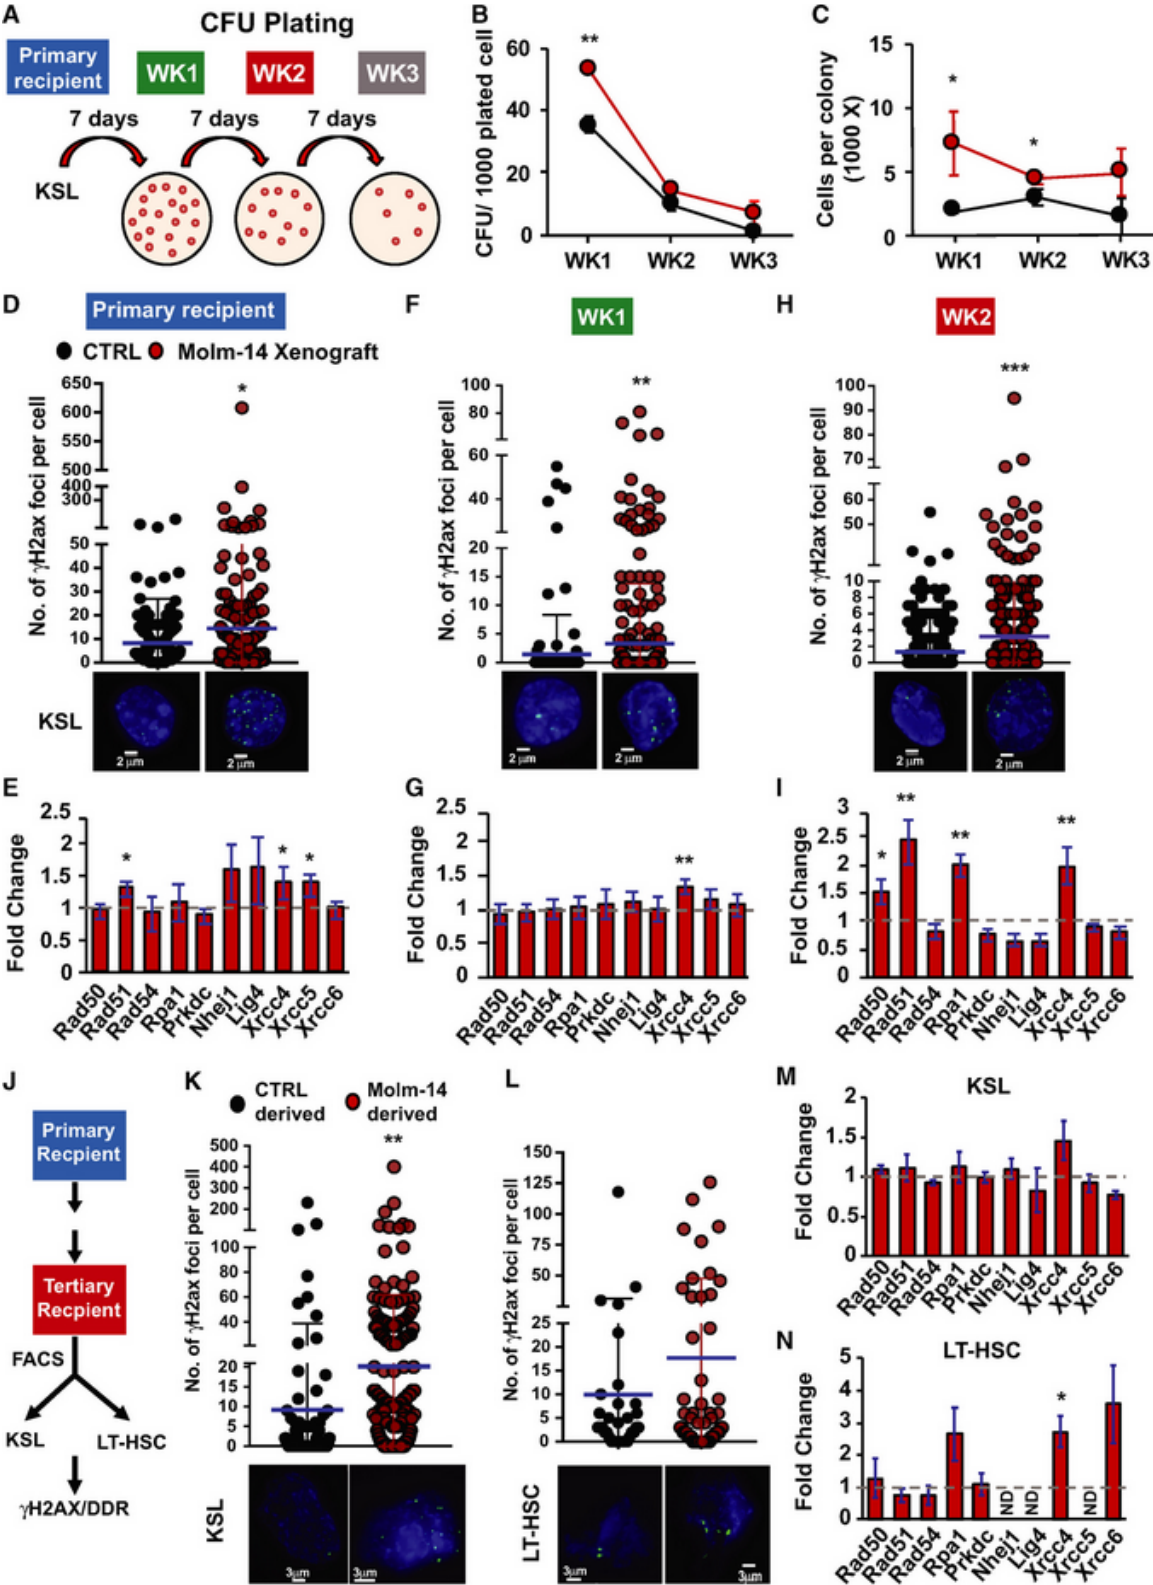 A
CFU Plating
Primary
recipient
WK1
WK2
WK3
7 days
7 days
7 days
KSL
B
CFU/ 1000 plated cell
60
40
20
0
**
WK1
WK2
WK3
C
Cells per colony
(1000 X)
15
10
5
0
*
*
WK1
WK2
WK3
D
Primary recipient
CTRL
Molm-14 Xenograft
No. of γH2ax foci per cell
650
600
550
500
400
300
50
40
30
20
10
0
*
KSL
2 μm
2 μm
F
WK1
No. of γH2ax foci per cell
100
80
60
40
20
15
10
5
0
**
2 μm
2 μm
H
WK2
No. of γH2ax foci per cell
100
90
80
70
60
50
10
8
6
4
2
0
***
2 μm
2 μm
E
Fold Change
2.5
2
1.5
1
0.5
0
*
*
*
Rad50
Rad51
Rad54
Rpa1
Prkdc
Nhej1
Lig4
Xrcc4
Xrcc5
Xrcc6
G
Fold Change
2.5
2
1.5
1
0.5
0
**
Rad50
Rad51
Rad54
Rpa1
Prkdc
Nhej1
Lig4
Xrcc4
Xrcc5
Xrcc6
I
Fold Change
3
2.5
2
1.5
1
0.5
0
*
**
**
**
Rad50
Rad51
Rad54
Rpa1
Prkdc
Nhej1
Lig4
Xrcc4
Xrcc5
Xrcc6
J
Primary
Recpient
Tertiary
Recpient
FACS
KSL
LT-HSC
γH2AX/DDR
K
CTRL
derived
Molm-14
derived
No. of γH2ax foci per cell
500
400
300
200
100
80
60
40
20
15
10
5
0
**
KSL
3μm
3μm
L
No. of γH2ax foci per cell
150
125
100
75
50
25
20
15
10
5
0
LT-HSC
3μm
3μm
M
KSL
Fold Change
2
1.5
1
0.5
0
Rad50
Rad51
Rad54
Rpa1
Prkdc
Nhej1
Lig4
Xrcc4
Xrcc5
Xrcc6
N
LT-HSC
Fold Change
5
4
3
2
1
0
ND
ND
*
ND
Rad50
Rad51
Rad54
Rpa1
Prkdc
Nhej1
Lig4
Xrcc4
Xrcc5
Xrcc6